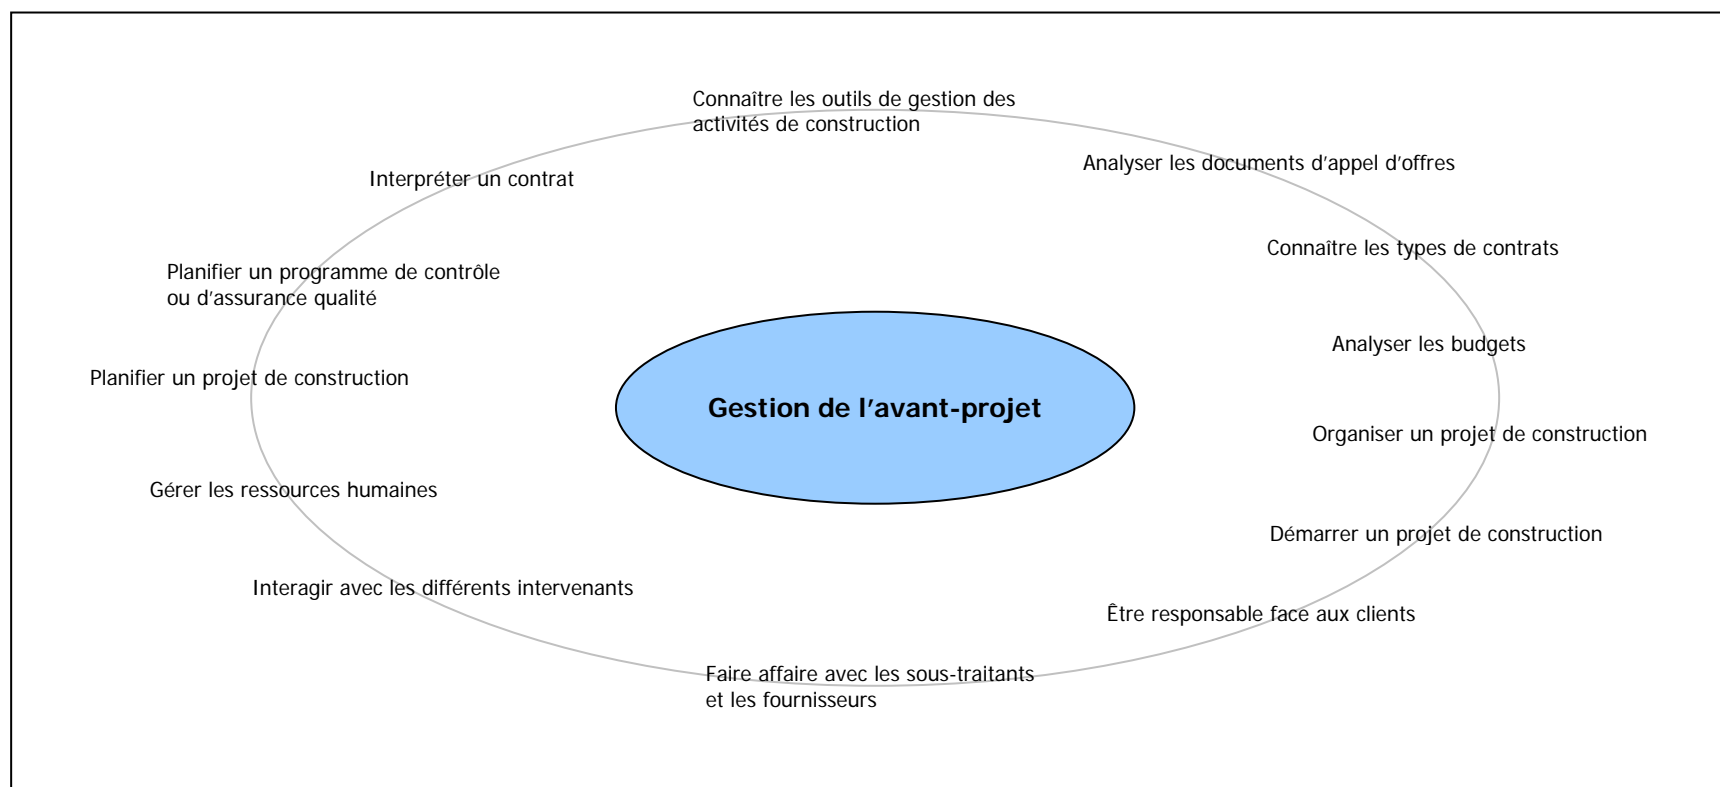 Connaître les outils de gestion des
activités de construction
Analyser les documents d'appel d'offres
Interpréter un contrat
Connaître les types de contrats
Planifier un programme de contrôle
ou d'assurance qualité
Analyser les budgets
Planifier un projet de construction
Gestion de l'avant-projet
Organiser un projet de construction
Gérer les ressources humaines
Démarrer un projet de construction
Interagir avec les différents intervenants
Être responsable face aux clients
Faire affaire avec les sous-traitants
et les fournisseurs